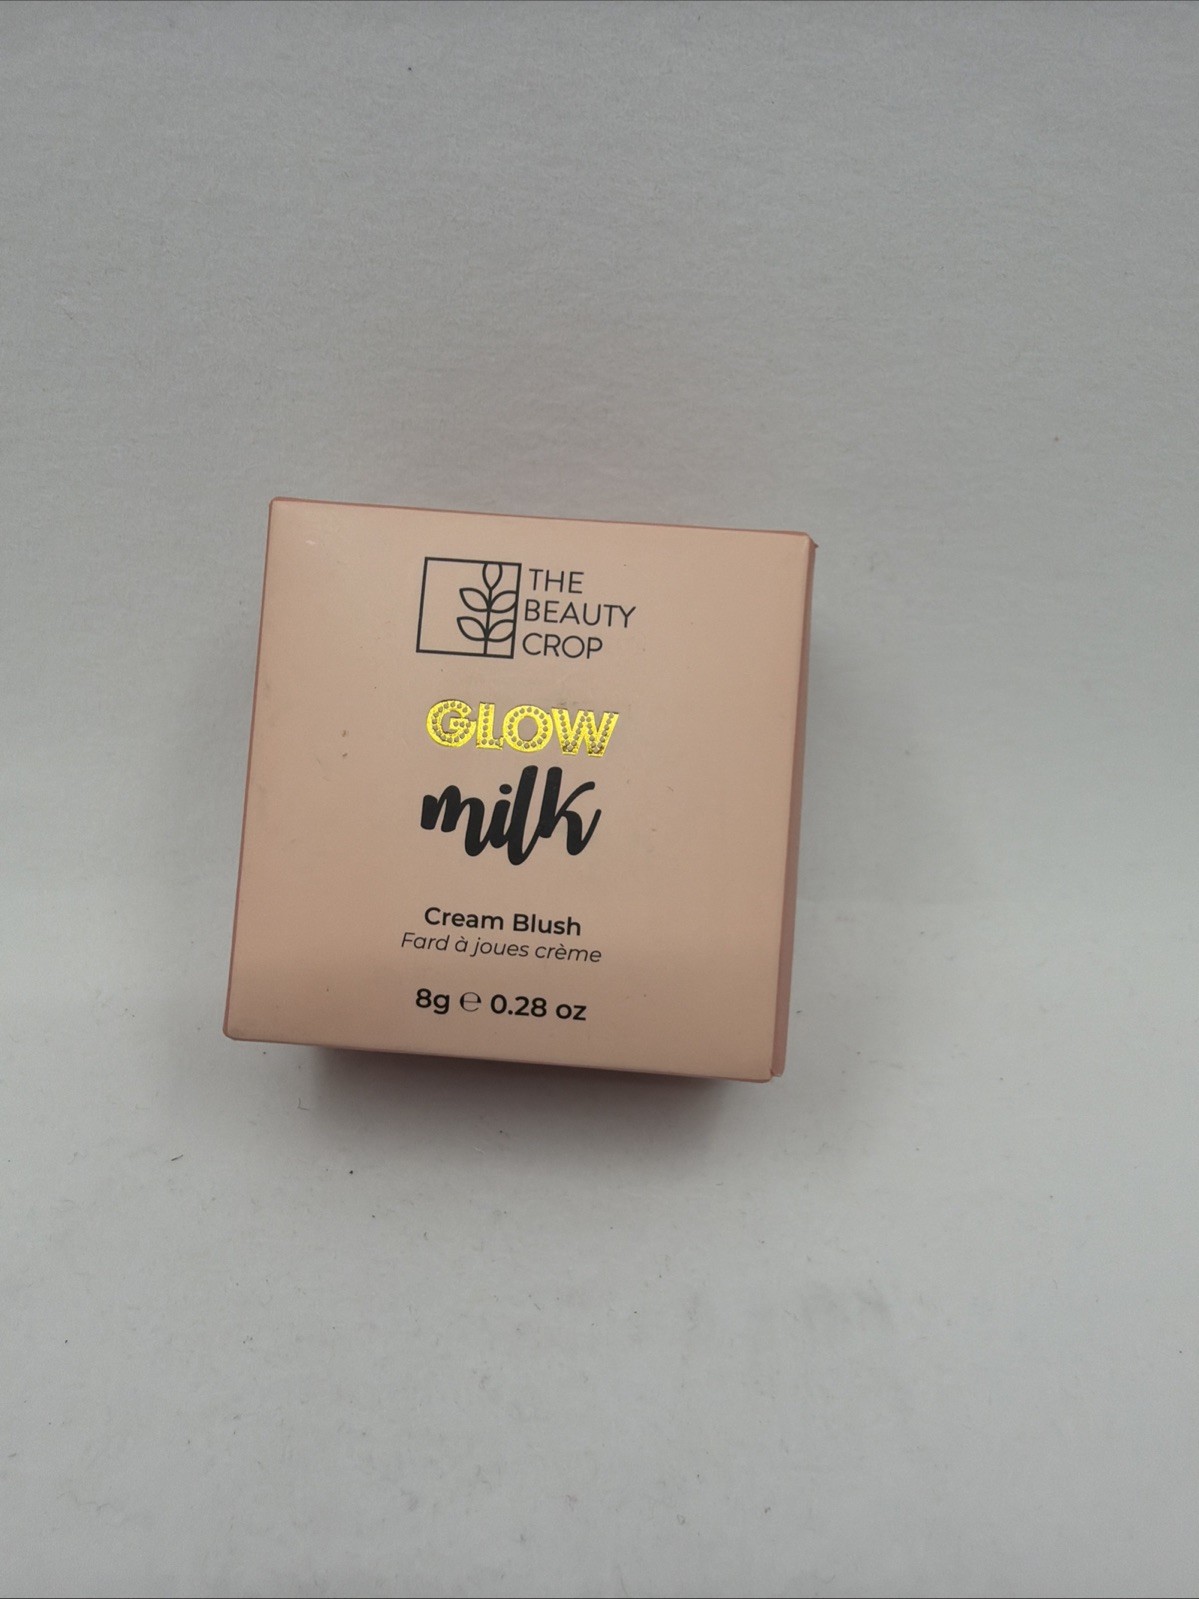 THE
BEAUTY
CROP
GLOW
milk
Cream Blush
Fard à joues crème
8g ℮ 0.28 oz